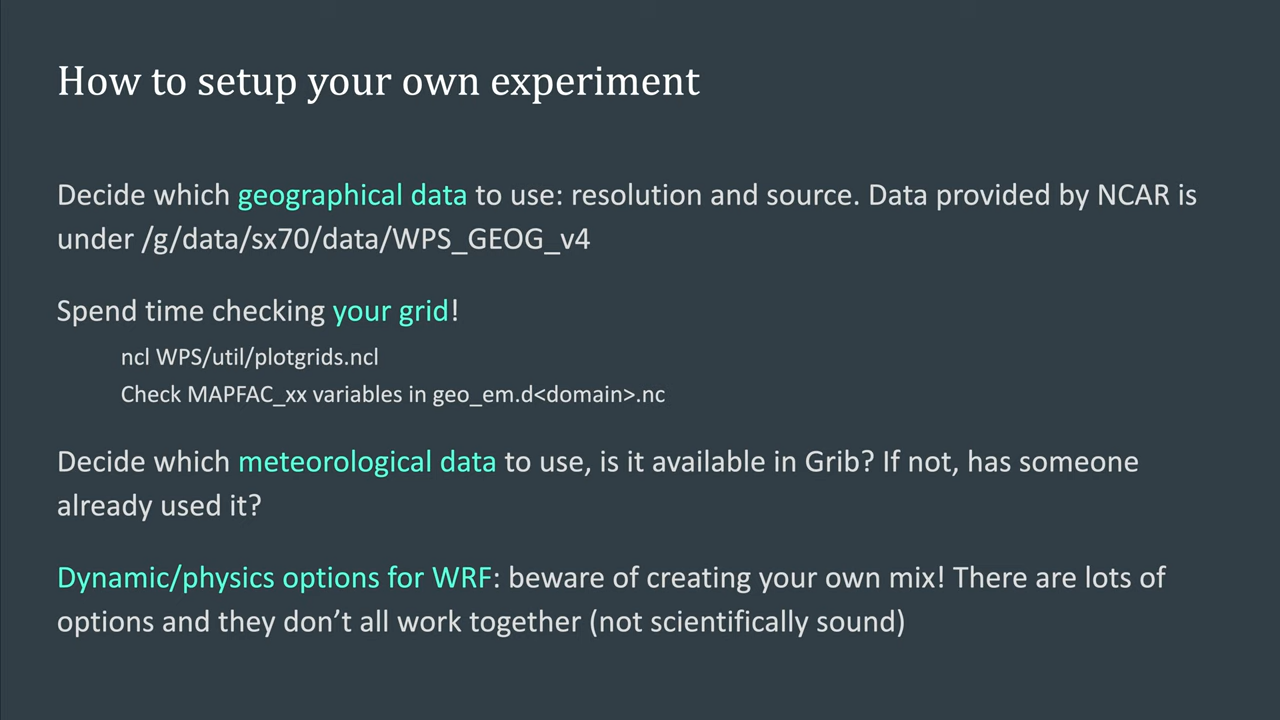 How to setup your own experiment
Decide which geographical data to use: resolution and source. Data provided by NCAR is
under /g/data/sx70/data/WPS_GEOG_v4
Spend time checking your grid!
ncl WPS/util/plotgrids.ncl
Check MAPFAC_xx variables in geo_em.d<domain>.nc
Decide which meteorological data to use, is it available in Grib? If not, has someone
already used it?
Dynamic/physics options for WRF: beware of creating your own mix! There are lots of
options and they don’t all work together (not scientifically sound)